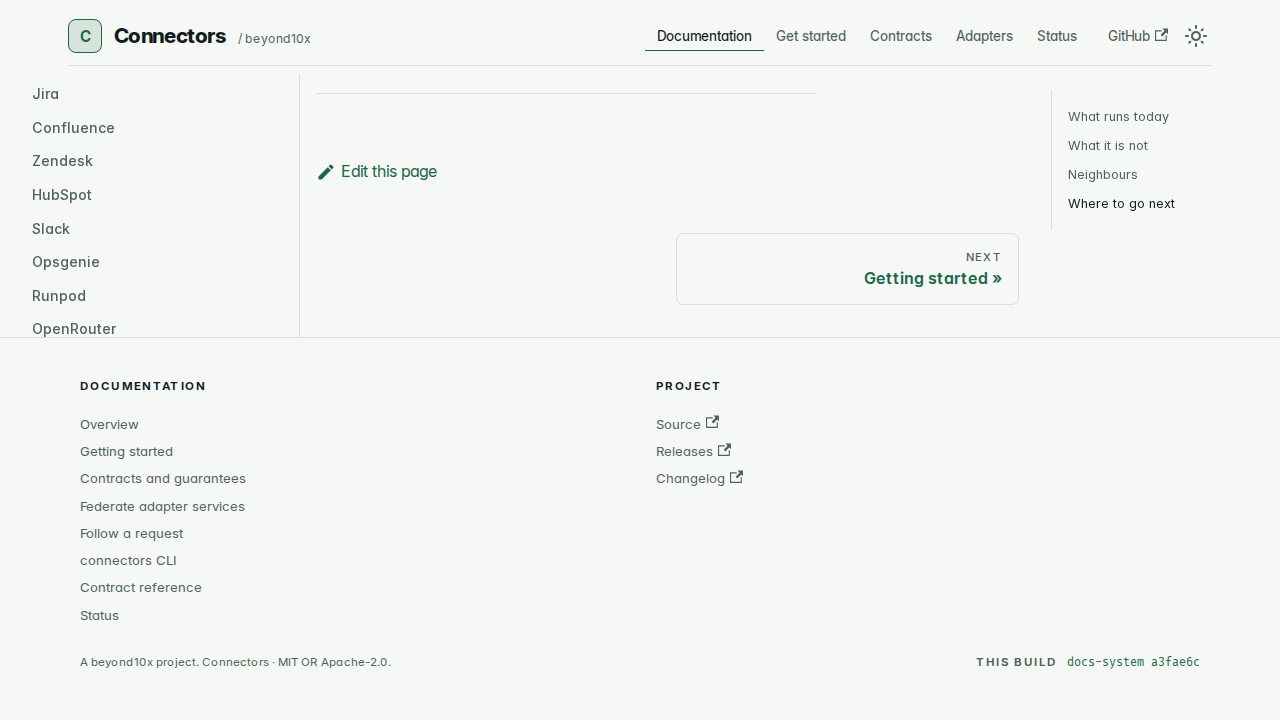 C Connectors / beyond10x Documentation Get started Contracts Adapters Status GitHub
Jira
Confluence
Zendesk
HubSpot
Slack
Opsgenie
Runpod
OpenRouter
Edit this page
NEXT
Getting started »
What runs today
What it is not
Neighbours
Where to go next
DOCUMENTATION
Overview
Getting started
Contracts and guarantees
Federate adapter services
Follow a request
connectors CLI
Contract reference
Status
PROJECT
Source
Releases
Changelog
A beyond10x project. Connectors · MIT OR Apache-2.0.
THIS BUILD docs-system a3fae6c